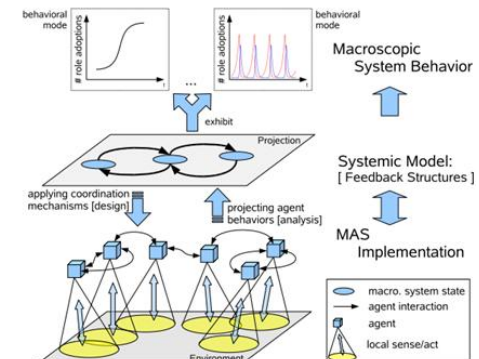 behavioral
mode
# role adoptions
t
...
# role adoptions
t
behavioral
mode
exhibit
Macroscopic
System Behavior
Projection
applying coordination
mechanisms [design]
projecting agent
behaviors [analysis]
Systemic Model:
[ Feedback Structures ]
MAS
Implementation
macro. system state
agent interaction
agent
local sense/act
Environment